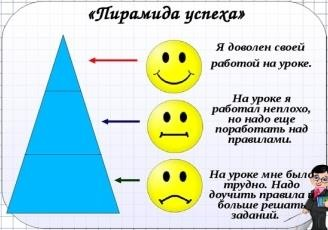 «Пирамида успеха»
Я доволен своей
работой на уроке.
На уроке я
работал неплохо,
но надо еще
поработать над
правилами.
На уроке мне было
трудно. Надо
доучить правила и
больше решать
заданий.